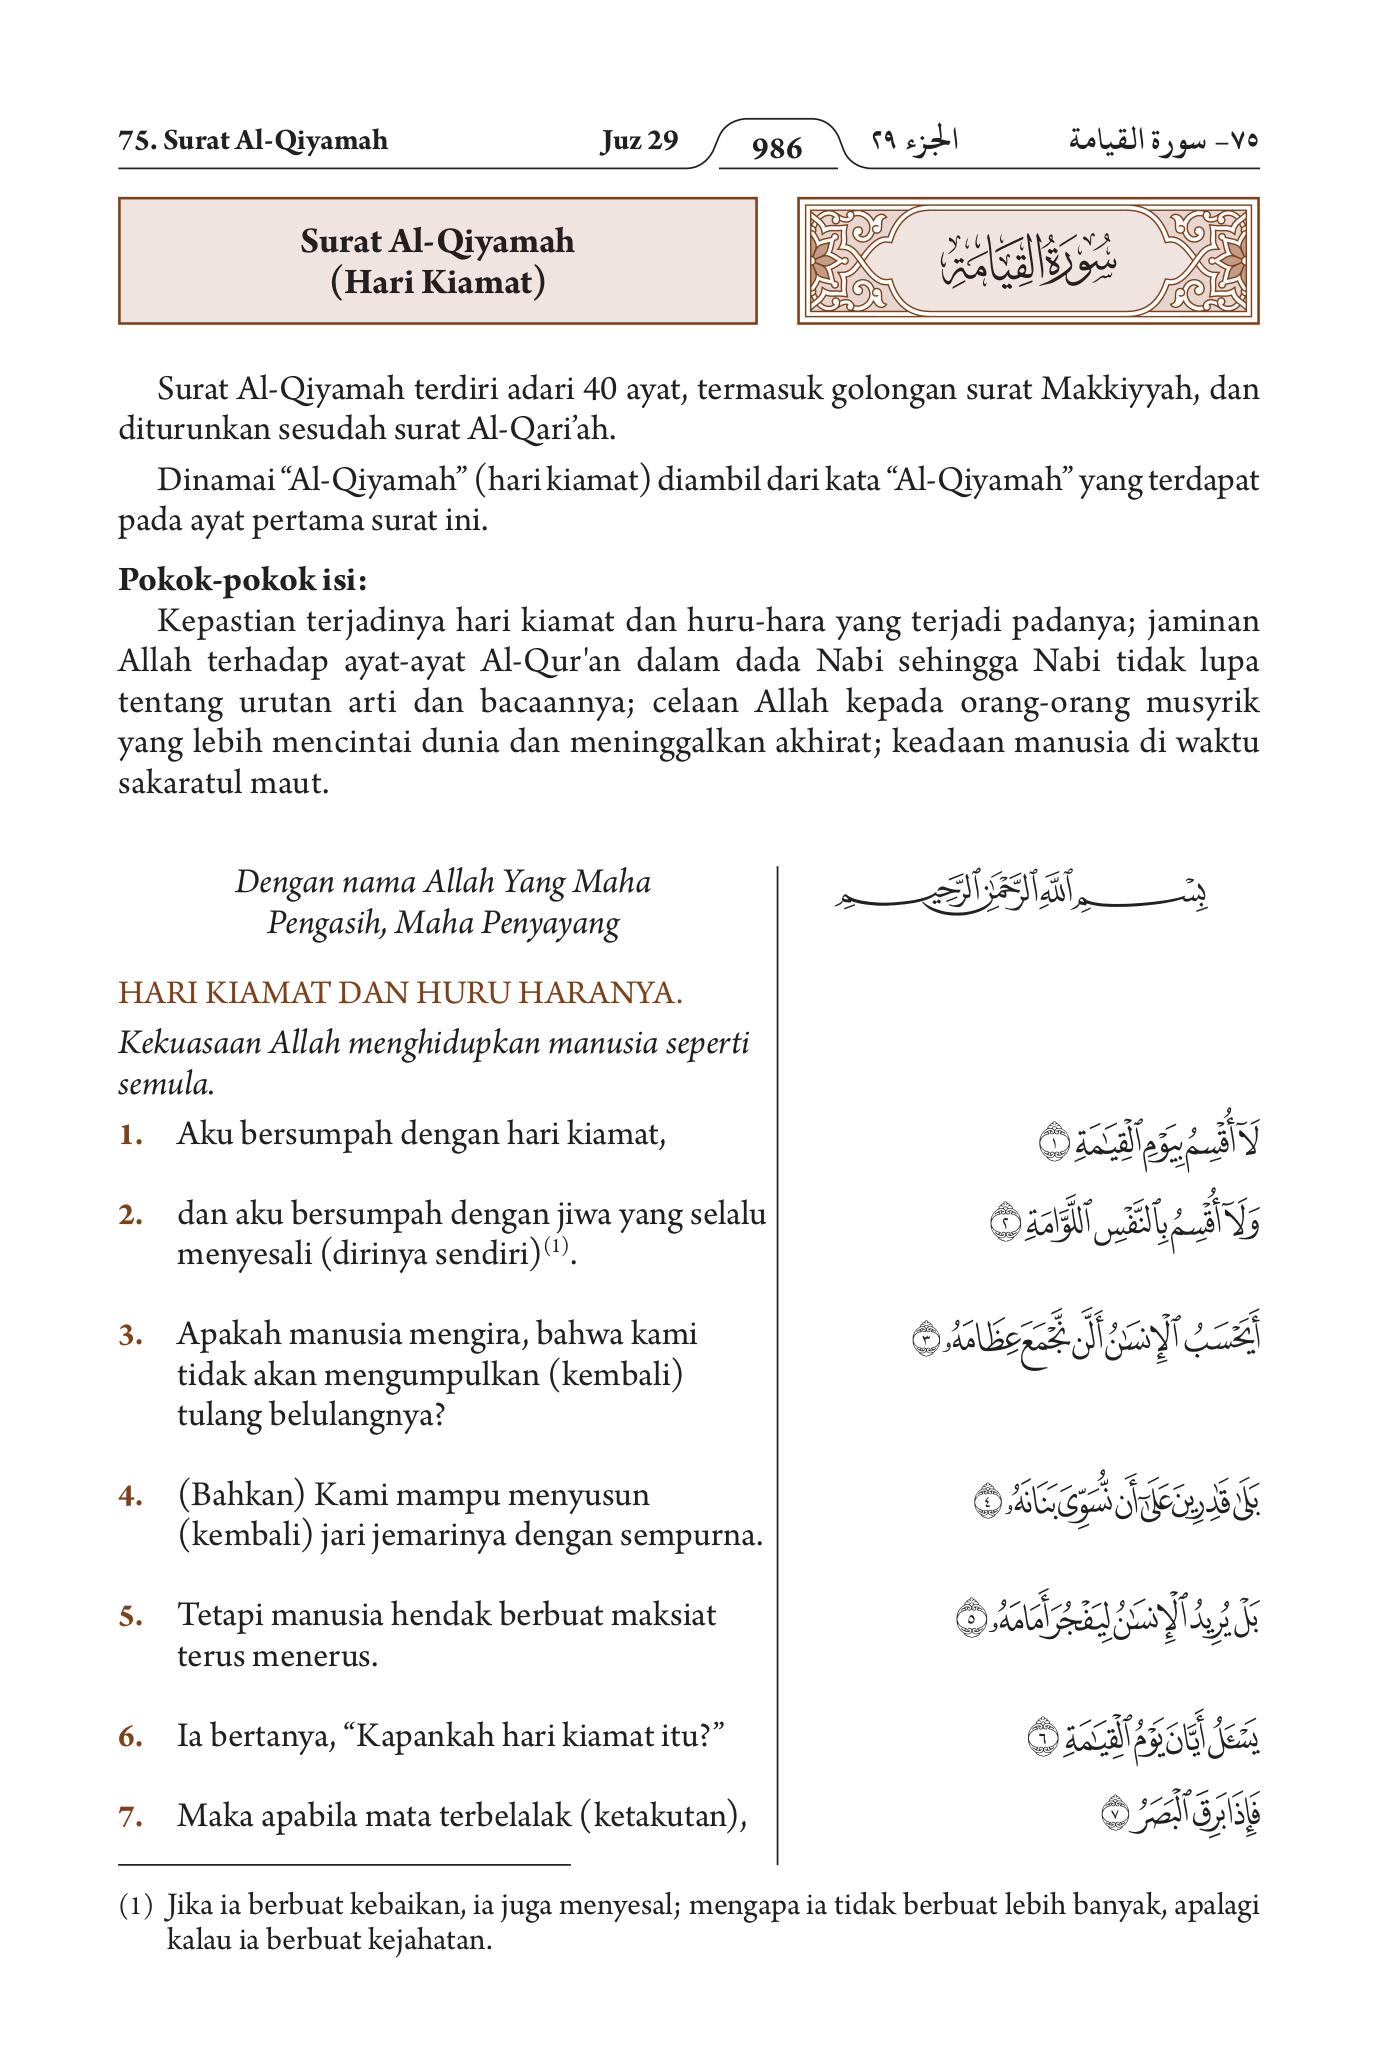 75. Surat Al-Qiyamah
Juz 29
986
الجزء ٢٩
٧٥- سورة القيامة
Surat Al-Qiyamah
(Hari Kiamat)
سُورَةُ القِيَامَةِ
Surat Al-Qiyamah terdiri adari 40 ayat, termasuk golongan surat Makkiyyah, dan
diturunkan sesudah surat Al-Qari’ah.
Dinamai “Al-Qiyamah” (hari kiamat) diambil dari kata “Al-Qiyamah” yang terdapat
pada ayat pertama surat ini.
Pokok-pokok isi:
Kepastian terjadinya hari kiamat dan huru-hara yang terjadi padanya; jaminan
Allah terhadap ayat-ayat Al-Qur'an dalam dada Nabi sehingga Nabi tidak lupa
tentang urutan arti dan bacaannya; celaan Allah kepada orang-orang musyrik
yang lebih mencintai dunia dan meninggalkan akhirat; keadaan manusia di waktu
sakaratul maut.
Dengan nama Allah Yang Maha
Pengasih, Maha Penyayang
HARI KIAMAT DAN HURU HARANYA.
Kekuasaan Allah menghidupkan manusia seperti
semula.
1. Aku bersumpah dengan hari kiamat,
2. dan aku bersumpah dengan jiwa yang selalu
menyesali (dirinya sendiri)(1).
3. Apakah manusia mengira, bahwa kami
tidak akan mengumpulkan (kembali)
tulang belulangnya?
4. (Bahkan) Kami mampu menyusun
(kembali) jari jemarinya dengan sempurna.
5. Tetapi manusia hendak berbuat maksiat
terus menerus.
6. Ia bertanya, “Kapankah hari kiamat itu?”
7. Maka apabila mata terbelalak (ketakutan),
بِسْمِ ٱللَّهِ ٱلرَّحْمَٰنِ ٱلرَّحِيمِ
لَآ أُقْسِمُ بِيَوْمِ ٱلْقِيَٰمَةِ ١
وَلَآ أُقْسِمُ بِٱلنَّفْسِ ٱللَّوَّامَةِ ٢
أَيَحْسَبُ ٱلْإِنسَٰنُ أَلَّن نَّجْمَعَ عِظَامَهُۥ ٣
بَلَىٰ قَٰدِرِينَ عَلَىٰٓ أَن نُّسَوِّىَ بَنَانَهُۥ ٤
بَلْ يُرِيدُ ٱلْإِنسَٰنُ لِيَفْجُرَ أَمَامَهُۥ ٥
يَسْـَٔلُ أَيَّانَ يَوْمُ ٱلْقِيَٰمَةِ ٦
فَإِذَا بَرِقَ ٱلْبَصَرُ ٧
(1) Jika ia berbuat kebaikan, ia juga menyesal; mengapa ia tidak berbuat lebih banyak, apalagi
kalau ia berbuat kejahatan.